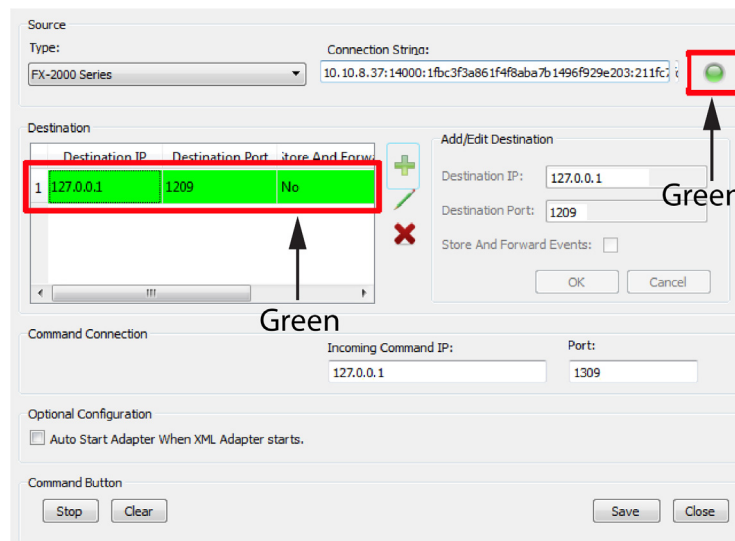 Source
Type:
Connection String:
FX-2000 Series
10.10.8.37:14000:1fbc3f3a861f4f8aba7b1496f929e203:211fc7
Destination
Destination IP Destination Port
1 127.0.0.1 1209 No
Add/Edit Destination
Destination IP: 127.0.0.1
Destination Port: 1209
Store And Forward Events:
OK Cancel
Green
Green
Command Connection
Incoming Command IP:
Port:
127.0.0.1
1309
Optional Configuration
Auto Start Adapter When XML Adapter starts.
Command Button
Stop Clear Save Close